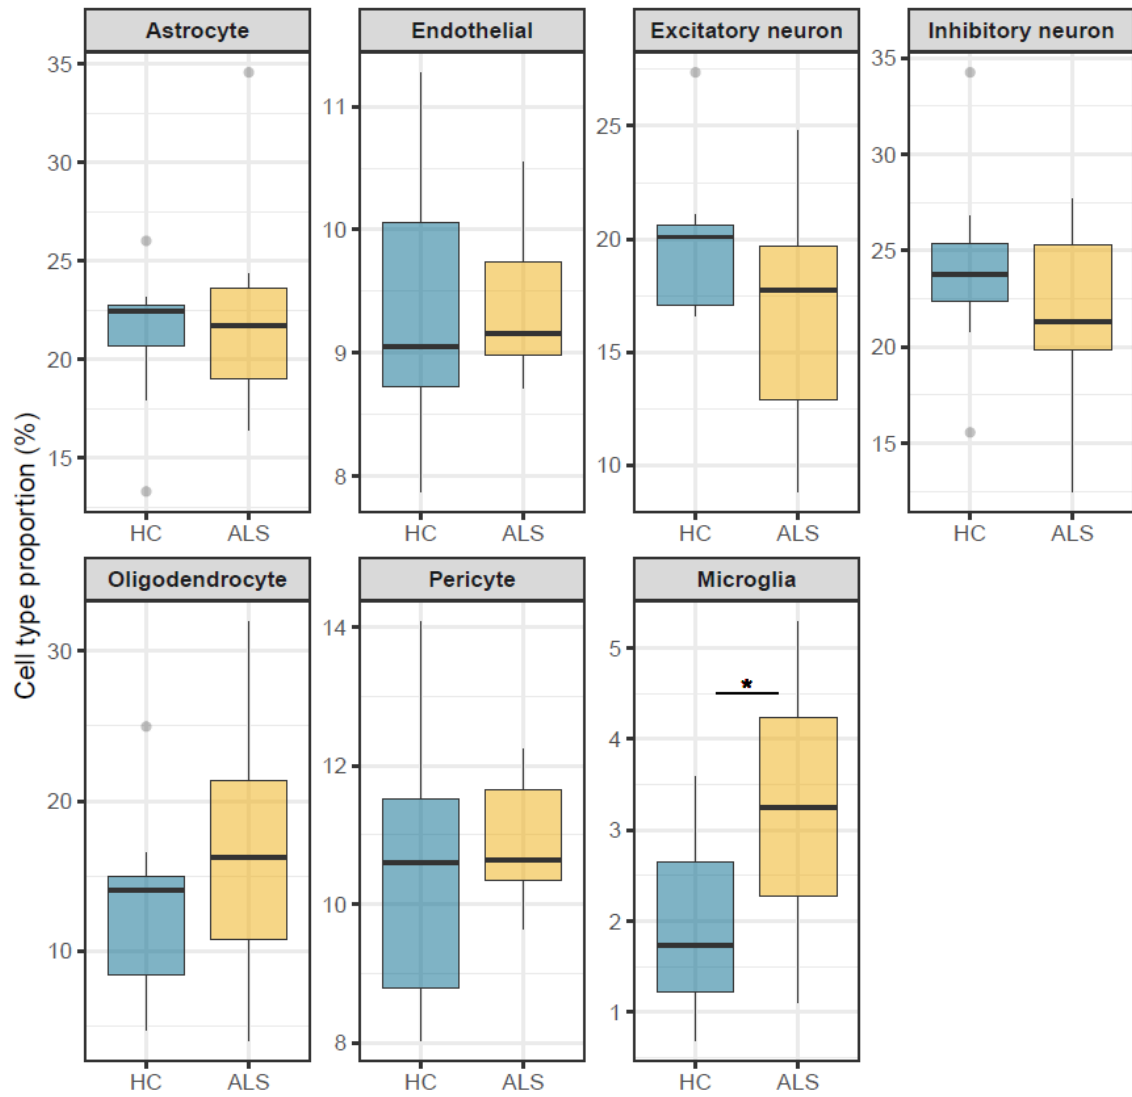 Cell type proportion (%)
Astrocyte
35
30
25
20
15
HC ALS
Endothelial
11
10
9
8
HC ALS
Excitatory neuron
25
20
15
10
HC ALS
Inhibitory neuron
35
30
25
20
15
HC ALS
Oligodendrocyte
30
20
10
HC ALS
Pericyte
14
12
10
8
HC ALS
Microglia
5
4
3
2
1
*
HC ALS